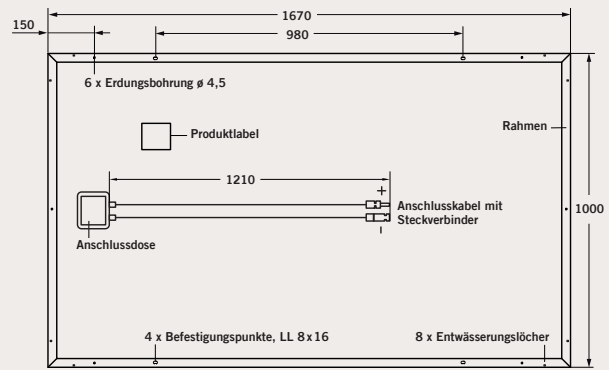 1670
150
980
6 x Erdungsbohrung ø 4,5
Produktlabel
Rahmen
1210
+
Anschlusskabel mit
Steckverbinder
1000
–
Anschlussdose
4 x Befestigungspunkte, LL 8x16
8 x Entwässerungslöcher